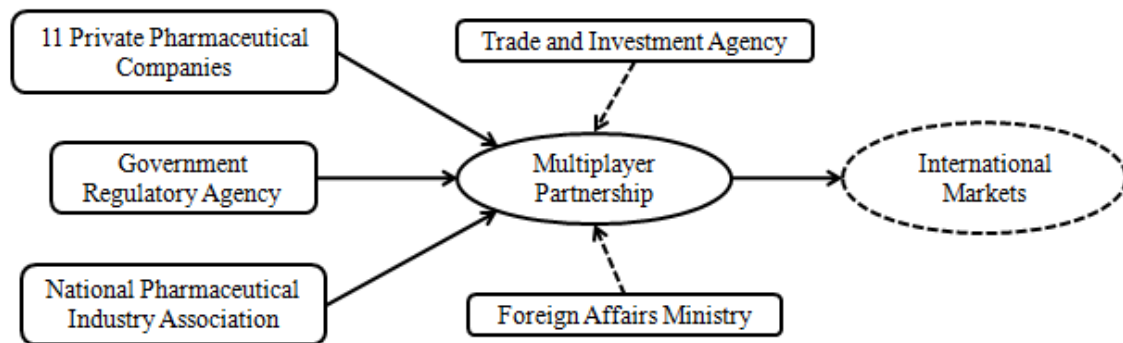 11 Private Pharmaceutical
Companies
Trade and Investment Agency
Government
Regulatory Agency
Multiplayer
Partnership
International
Markets
National Pharmaceutical
Industry Association
Foreign Affairs Ministry